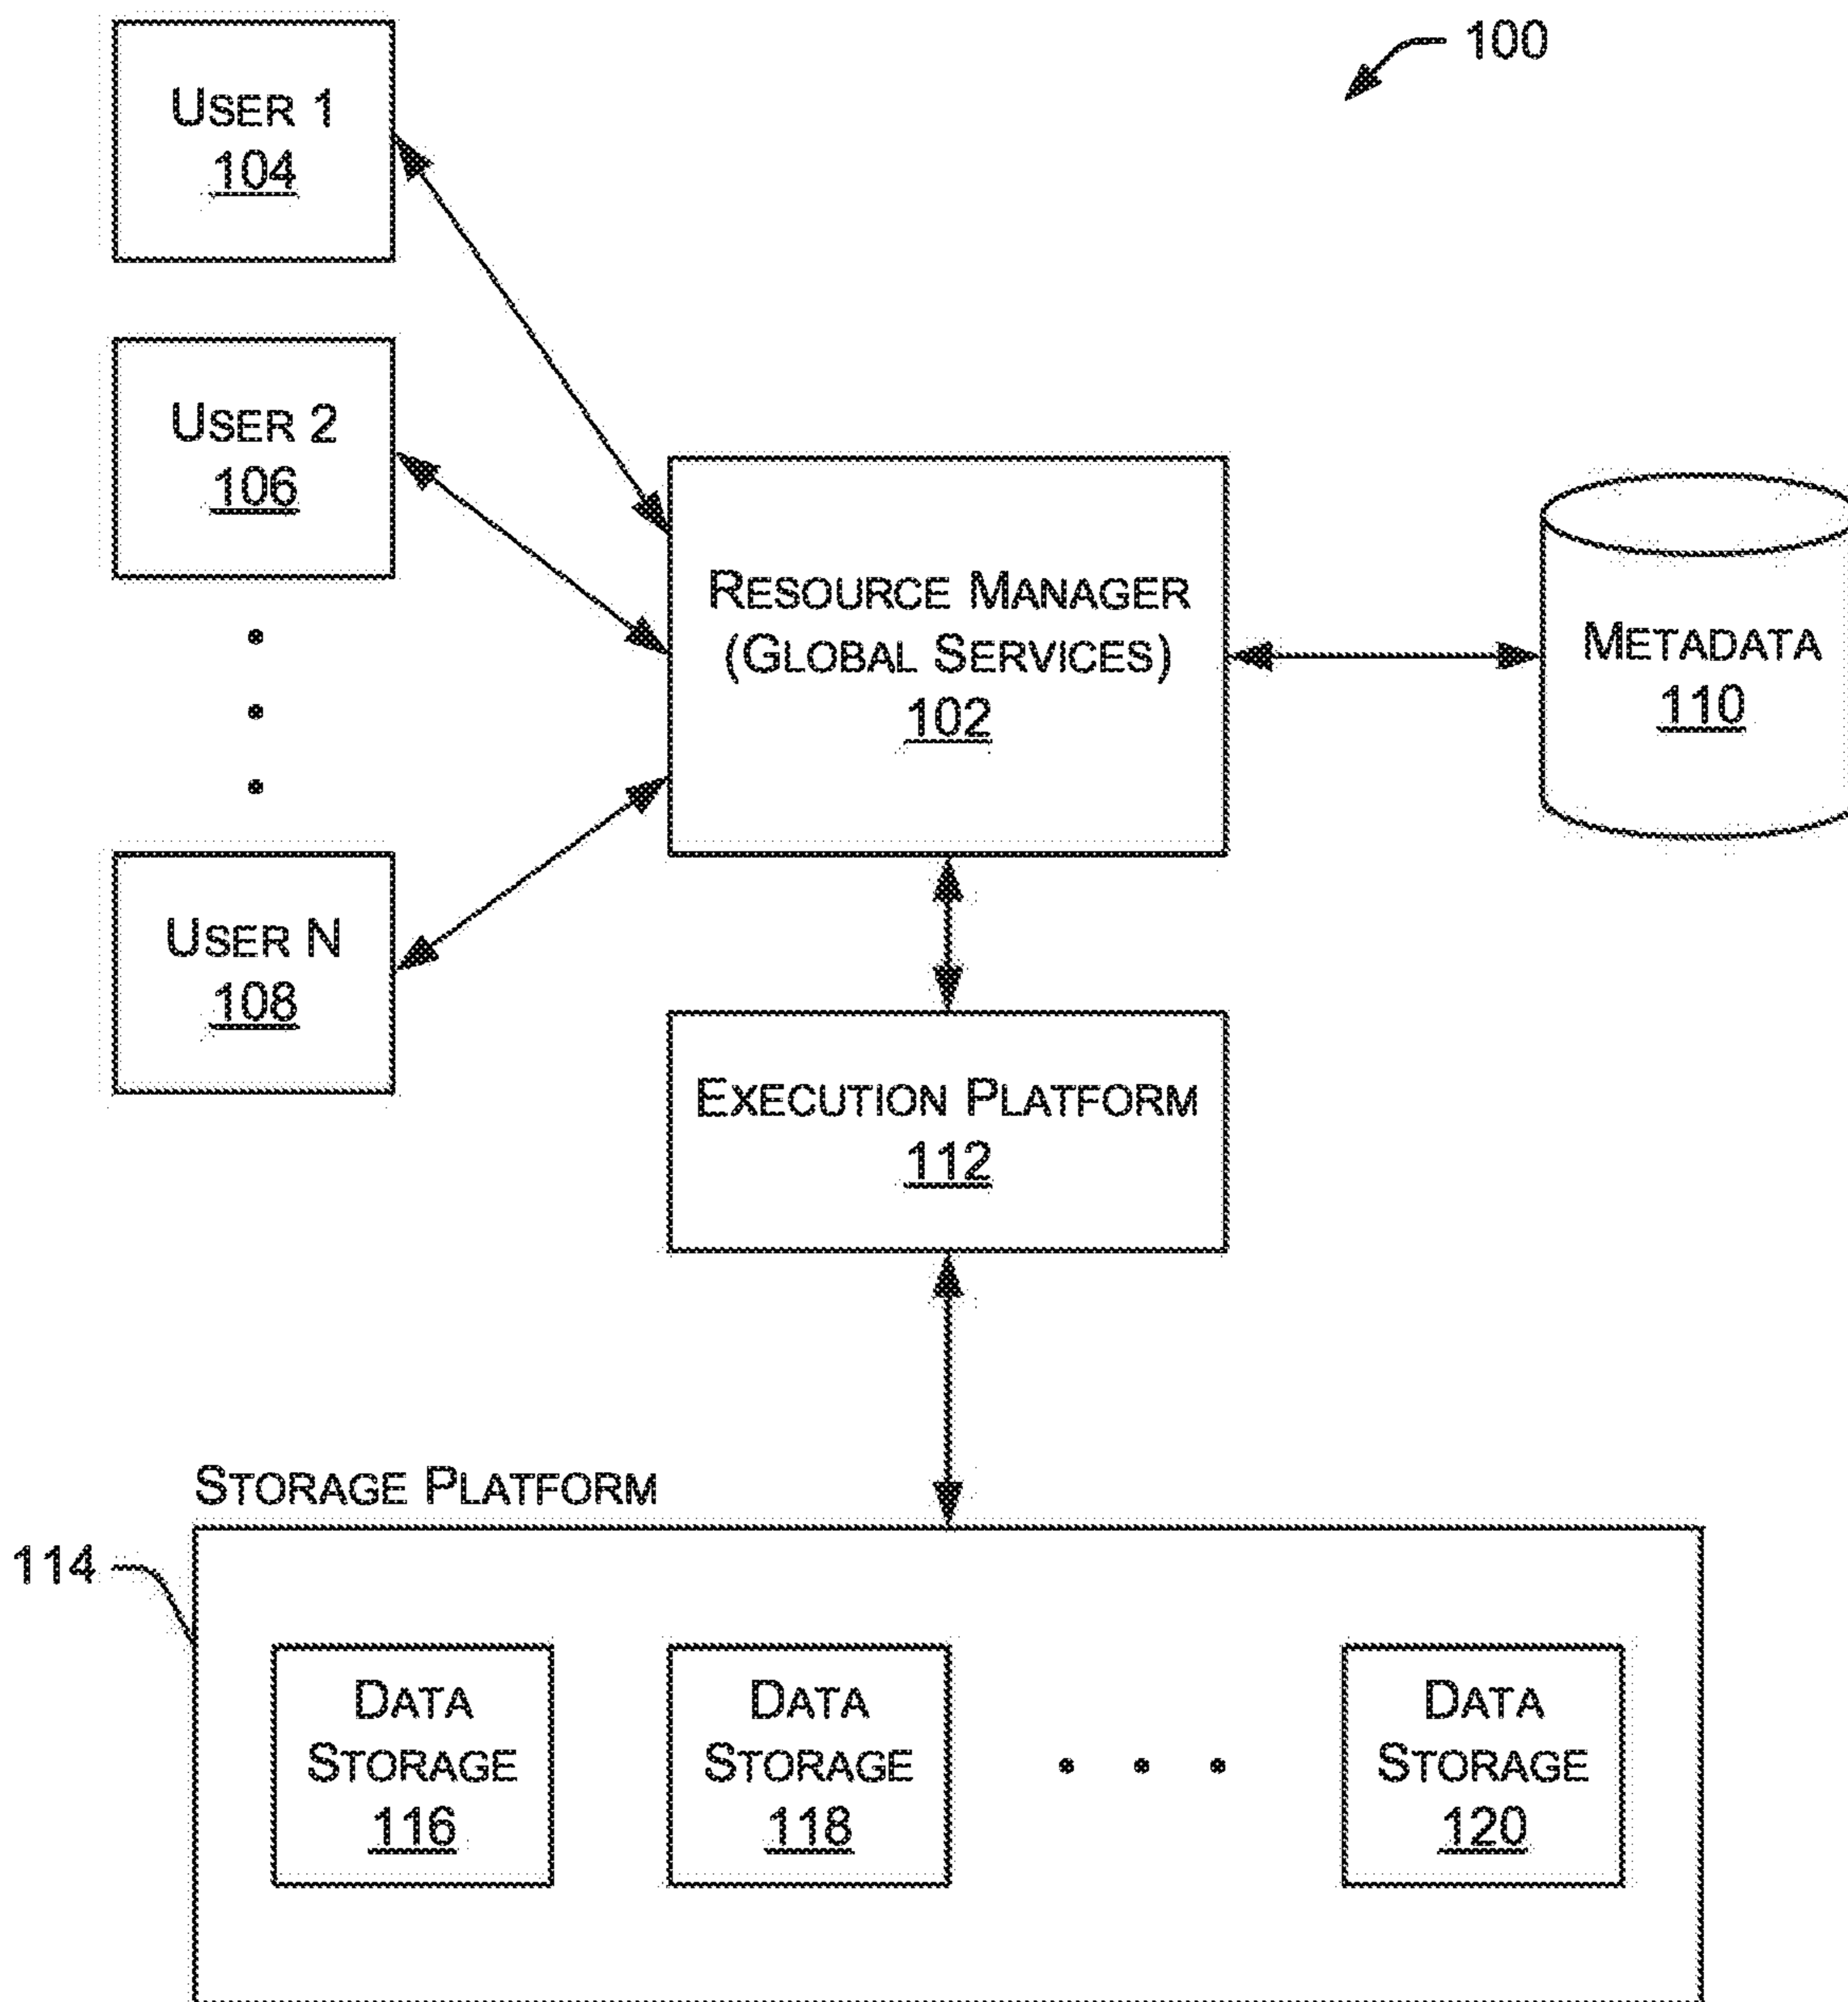 100
USER 1
104
USER 2
106
RESOURCE MANAGER
(GLOBAL SERVICES)
102
METADATA
110
USER N
108
EXECUTION PLATFORM
112
STORAGE PLATFORM
114
DATA
STORAGE
116
DATA
STORAGE
118
DATA
STORAGE
120